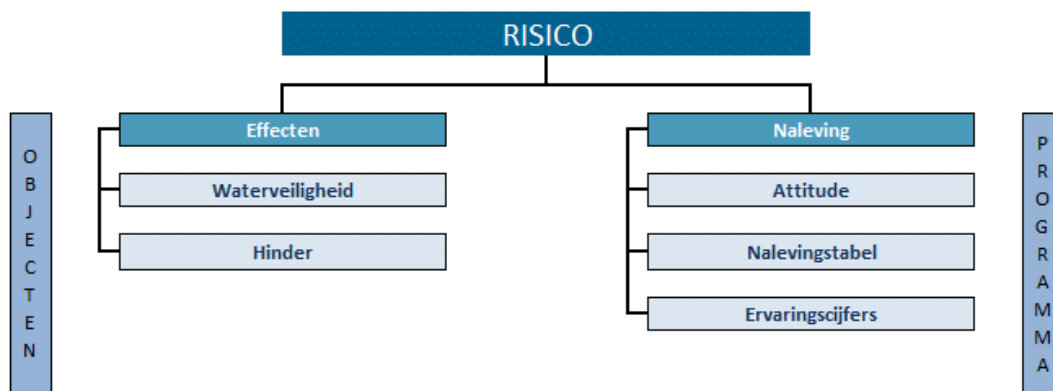 RISICO
OBJECTEN
Effecten
Waterveiligheid
Hinder
Naleving
Attitude
Nalevingstabel
Ervaringscijfers
PROGRAMMA